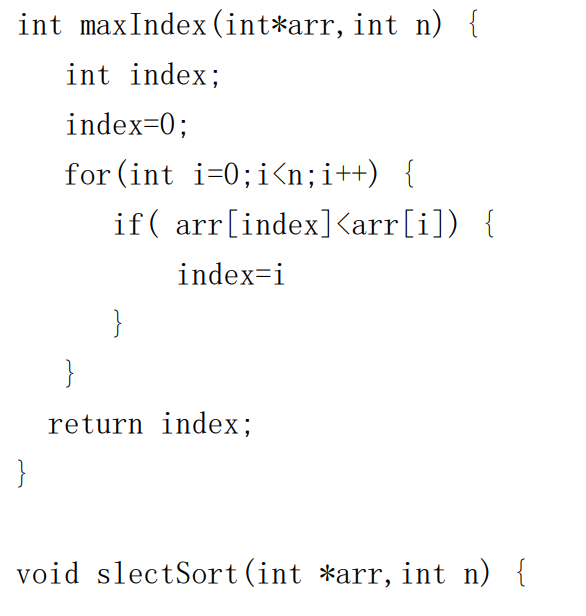 int maxIndex(int*arr,int n) {
int index;
index=0;
for(int i=0;i<n;i++) {
if( arr[index]<arr[i]) {
index=i
}
}
return index;
}
void slectSort(int *arr,int n) {